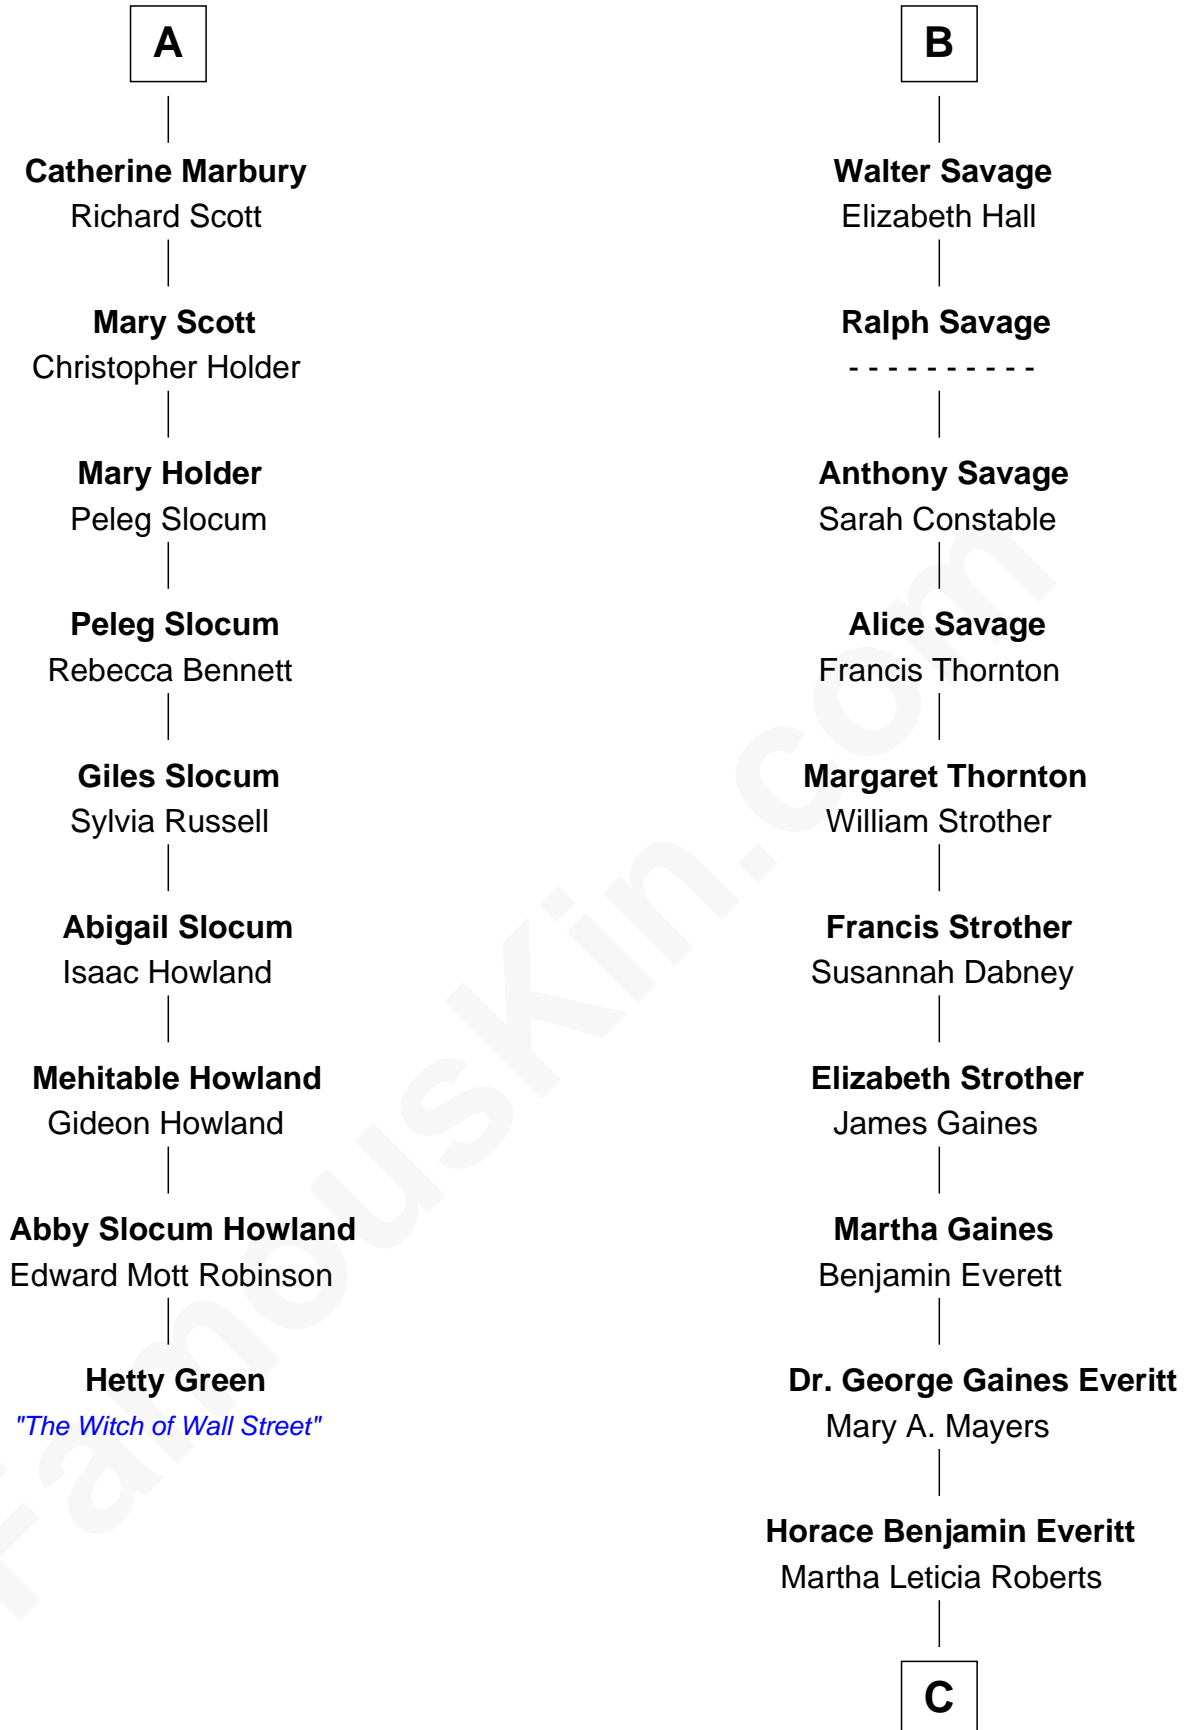 A
Catherine Marbury
Richard Scott
Mary Scott
Christopher Holder
Mary Holder
Peleg Slocum
Peleg Slocum
Rebecca Bennett
Giles Slocum
Sylvia Russell
Abigail Slocum
Isaac Howland
Mehitable Howland
Gideon Howland
Abby Slocum Howland
Edward Mott Robinson
Hetty Green
"The Witch of Wall Street"
B
Walter Savage
Elizabeth Hall
Ralph Savage
- - - - - - - - - -
Anthony Savage
Sarah Constable
Alice Savage
Francis Thornton
Margaret Thornton
William Strother
Francis Strother
Susannah Dabney
Elizabeth Strother
James Gaines
Martha Gaines
Benjamin Everett
Dr. George Gaines Everitt
Mary A. Mayers
Horace Benjamin Everitt
Martha Leticia Roberts
C
FamousKin.com